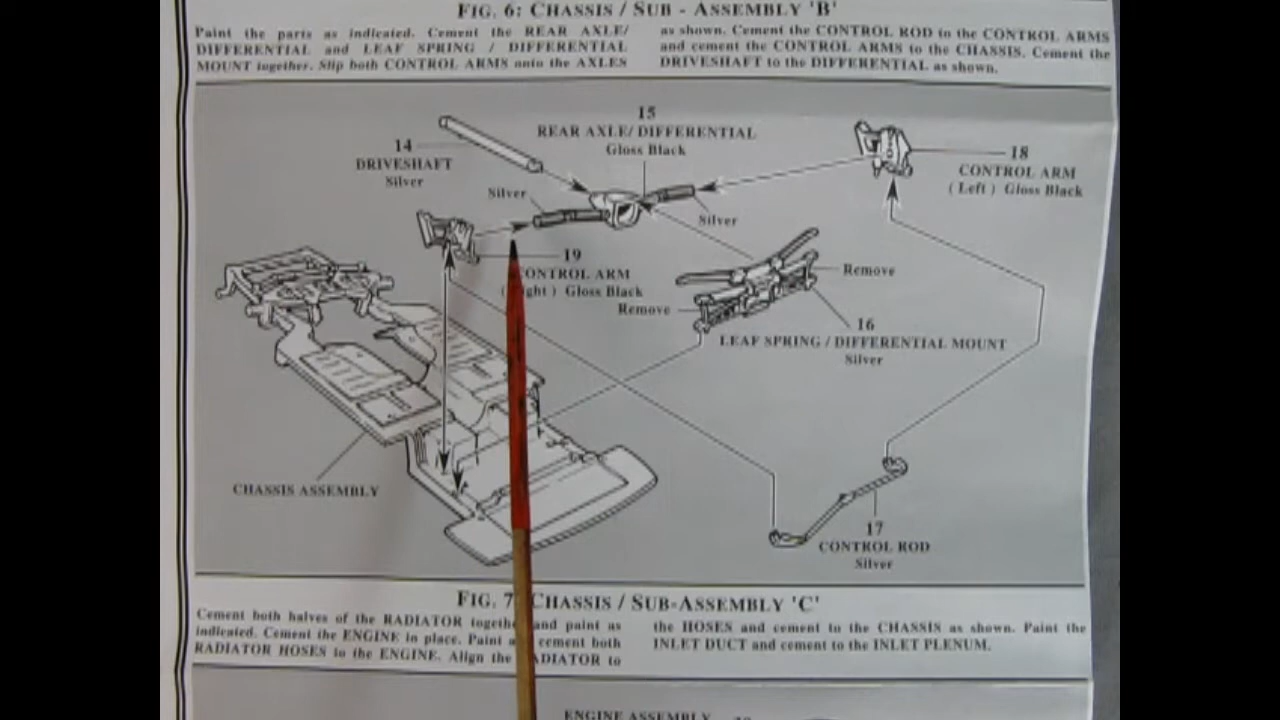 FIG. 6: CHASSIS / SUB - ASSEMBLY 'B'
Paint the parts as indicated. Cement the REAR AXLE/
DIFFERENTIAL and LEAF SPRING / DIFFERENTIAL
MOUNT together. Slip both CONTROL ARMS onto the AXLES
as shown. Cement the CONTROL ROD to the CONTROL ARMS
and cement the CONTROL ARMS to the CHASSIS. Cement the
DRIVESHAFT to the DIFFERENTIAL as shown.
15
REAR AXLE/ DIFFERENTIAL
Gloss Black
14
DRIVESHAFT
Silver
18
CONTROL ARM
( Left ) Gloss Black
Silver
Silver
19
CONTROL ARM
Gloss Black
Remove
Remove
16
LEAF SPRING / DIFFERENTIAL MOUNT
Silver
CHASSIS ASSEMBLY
17
CONTROL ROD
Silver
FIG. 7 CHASSIS / SUB-ASSEMBLY 'C'
Cement both halves of the RADIATOR together and paint as
indicated. Cement the ENGINE in place. Paint cement both
RADIATOR HOSES to the ENGINE. Align the RADIATOR to
the HOSES and cement to the CHASSIS as shown. Paint the
INLET DUCT and cement to the INLET PLENUM.
ENGINE ASSEMBLY